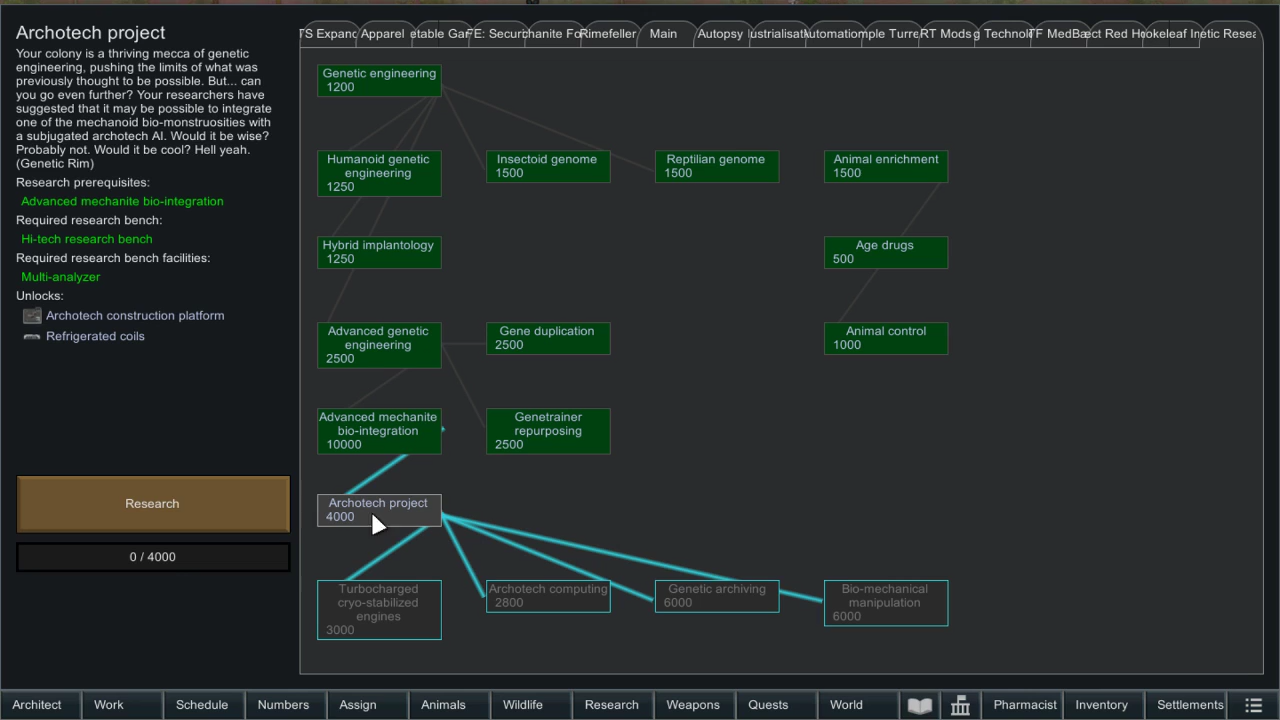 Archotech project
Your colony is a thriving mecca of genetic
engineering, pushing the limits of what was
previously thought to be possible. But... can
you go even further? Your researchers have
suggested that it may be possible to integrate
one of the mechanoid bio-monstruosities with
a subjugated archotech AI. Would it be wise?
Probably not. Would it be cool? Hell yeah.
(Genetic Rim)
Research prerequisites:
Advanced mechanite bio-integration
Required research bench:
Hi-tech research bench
Required research bench facilities:
Multi-analyzer
Unlocks:
Archotech construction platform
Refrigerated coils
Research
0 / 4000
Apparel
Rimefeller
Main
Autopsy
RT Mods
Genetic engineering
1200
Humanoid genetic
engineering
1250
Insectoid genome
1500
Reptilian genome
1500
Animal enrichment
1500
Hybrid implantology
1250
Age drugs
500
Advanced genetic
engineering
2500
Gene duplication
2500
Animal control
1000
Advanced mechanite
bio-integration
10000
Genetrainer
repurposing
2500
Archotech project
4000
Turbocharged
cryo-stabilized
engines
3000
Archotech computing
2800
Genetic archiving
6000
Bio-mechanical
manipulation
6000
Architect
Work
Schedule
Numbers
Assign
Animals
Wildlife
Research
Weapons
Quests
World
Pharmacist
Inventory
Settlements